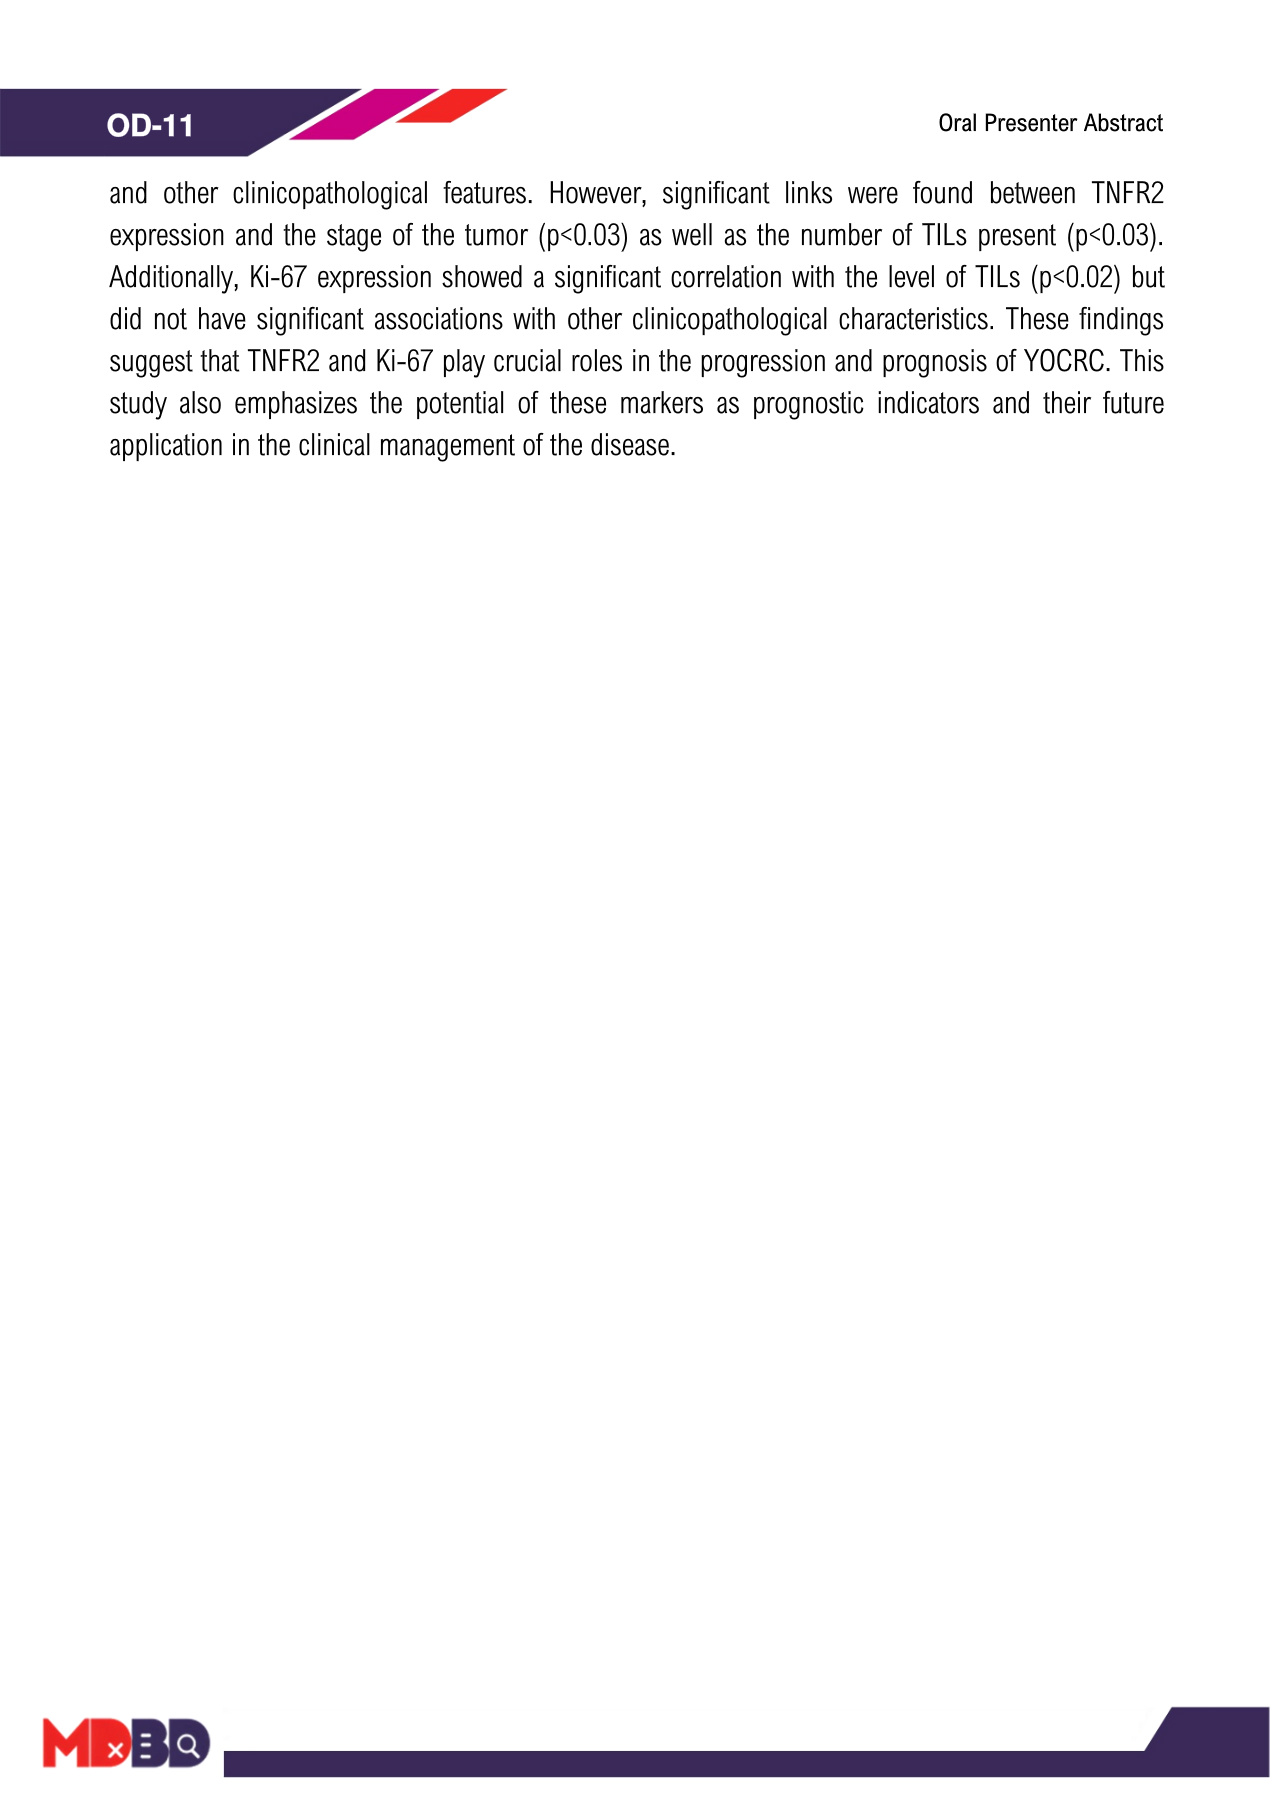 OD-11
Oral Presenter Abstract
and other clinicopathological features. However, significant links were found between TNFR2
expression and the stage of the tumor (p<0.03) as well as the number of TILs present (p<0.03).
Additionally, Ki-67 expression showed a significant correlation with the level of TILs (p<0.02) but
did not have significant associations with other clinicopathological characteristics. These findings
suggest that TNFR2 and Ki-67 play crucial roles in the progression and prognosis of YOCRC. This
study also emphasizes the potential of these markers as prognostic indicators and their future
application in the clinical management of the disease.
MDxBD